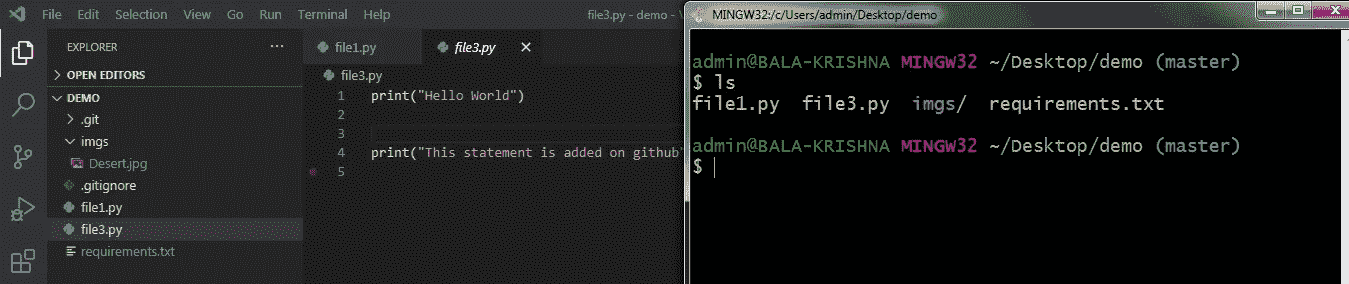 File Edit Selection View Go Run Terminal Help
file3.py - demo -
EXPLORER
OPEN EDITORS
DEMO
.git
imgs
Desert.jpg
.gitignore
file1.py
file3.py
requirements.txt
file1.py file3.py
file3.py
1 print("Hello World")
2
3
4 print("This statement is added on github"
5
MINGW32:/c/Users/admin/Desktop/demo
admin@BALA-KRISHNA MINGW32 ~/Desktop/demo (master)
$ ls
file1.py file3.py imgs/ requirements.txt
admin@BALA-KRISHNA MINGW32 ~/Desktop/demo (master)
$